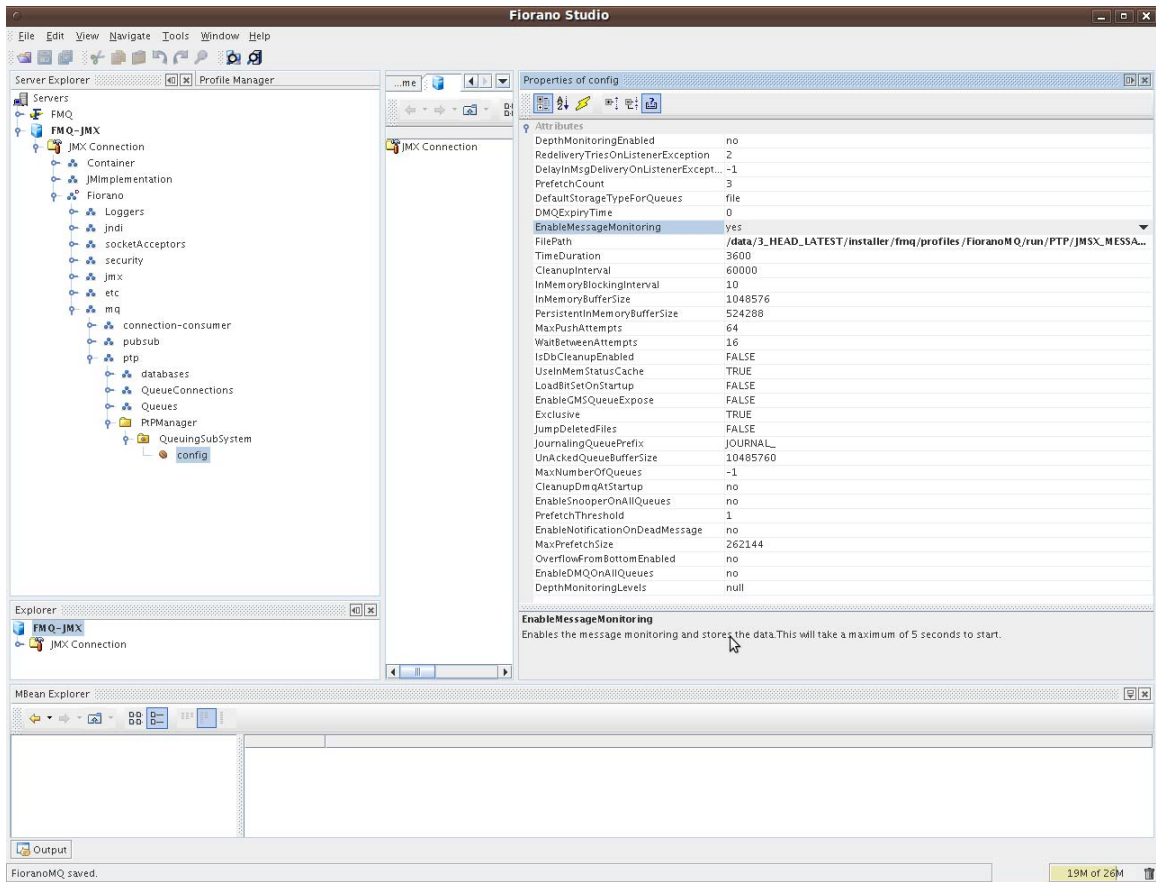 Fiorano Studio
File Edit View Navigate Tools Window Help
Server Explorer Profile Manager
Servers
FMQ
FMQ-JMX
JMX Connection
Container
JMImplementation
Fiorano
Loggers
jndi
socketAcceptors
security
jmx
etc
mq
connection-consumer
pubsub
ptp
databases
QueueConnections
Queues
PtPManager
QueuingSubSystem
config
Explorer
FMQ-JMX
JMX Connection
...me
JMX Connection
Properties of config
Attributes
DepthMonitoringEnabled no
RedeliveryTriesOnListenerException 2
DelayInMsgDeliveryOnListenerExcept... -1
PrefetchCount 3
DefaultStorageTypeForQueues file
DMQExpiryTime 0
EnableMessageMonitoring yes
FilePath /data/3_HEAD_LATEST/installer/fmq/profiles/FioranoMQ/run/PTP/JMSX_MESSA...
TimeDuration 3600
CleanupInterval 60000
InMemoryBlockingInterval 10
InMemoryBufferSize 1048576
PersistentInMemoryBufferSize 524288
MaxPushAttempts 64
WaitBetweenAttempts 16
IsDbCleanupEnabled FALSE
UseInMemStatusCache TRUE
LoadBitSetOnStartup FALSE
EnableGMSQueueExpose FALSE
Exclusive TRUE
JumpDeletedFiles FALSE
JournalingQueuePrefix JOURNAL_
UnAckedQueueBufferSize 10485760
MaxNumberOfQueues -1
CleanupDmqAtStartup no
EnableSnooperOnAllQueues no
PrefetchThreshold 1
EnableNotificationOnDeadMessage no
MaxPrefetchSize 262144
OverflowFromBottomEnabled no
EnableDMQOnAllQueues no
DepthMonitoringLevels null
EnableMessageMonitoring
Enables the message monitoring and stores the data.This will take a maximum of 5 seconds to start.
MBean Explorer
Output
FioranoMQ saved.
19M of 26M